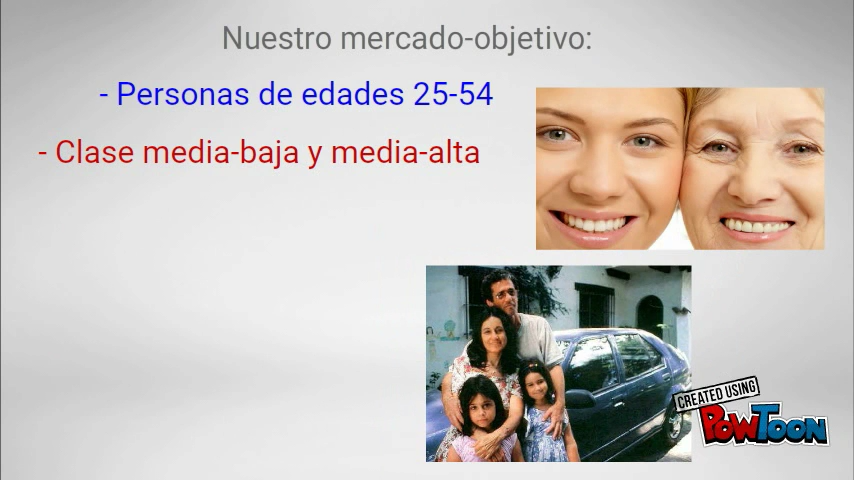 Nuestro mercado-objetivo:
- Personas de edades 25-54
- Clase media-baja y media-alta
CREATED USING
POWTOON